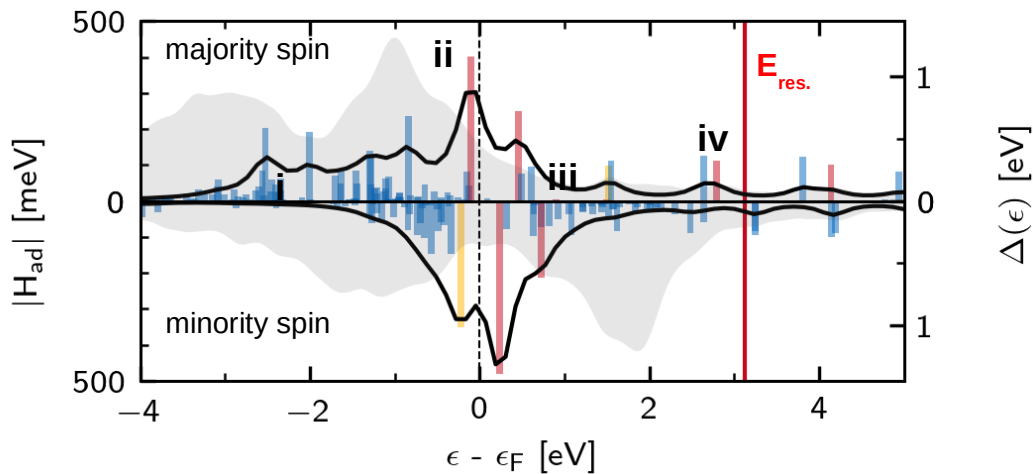 500
majority spin
ii
E_res.
1
|H_ad| [meV]
iv
iii
i
0
0
Δ(ϵ) [eV]
minority spin
1
500
−4
−2
0
2
4
ϵ - ϵ_F [eV]